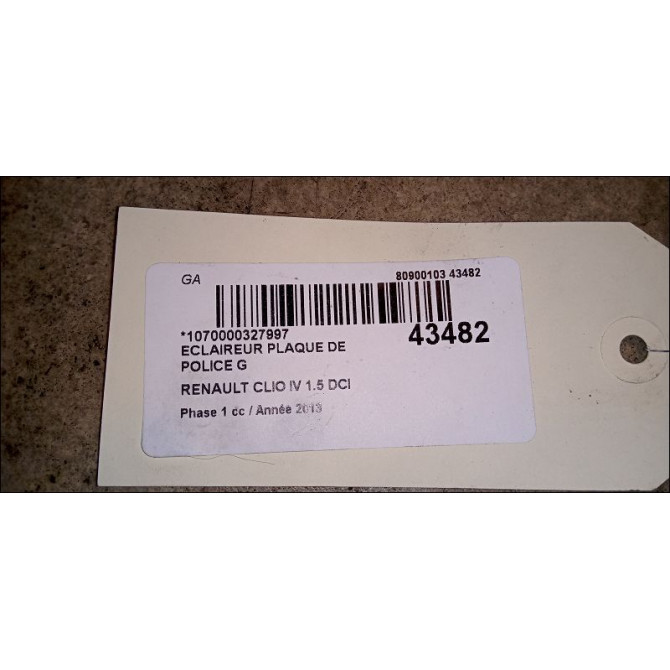 GA
80900103 43482
*1070000327997
43482
ECLAIREUR PLAQUE DE
POLICE G
RENAULT CLIO IV 1.5 DCI
Phase 1 cc / Année 2013